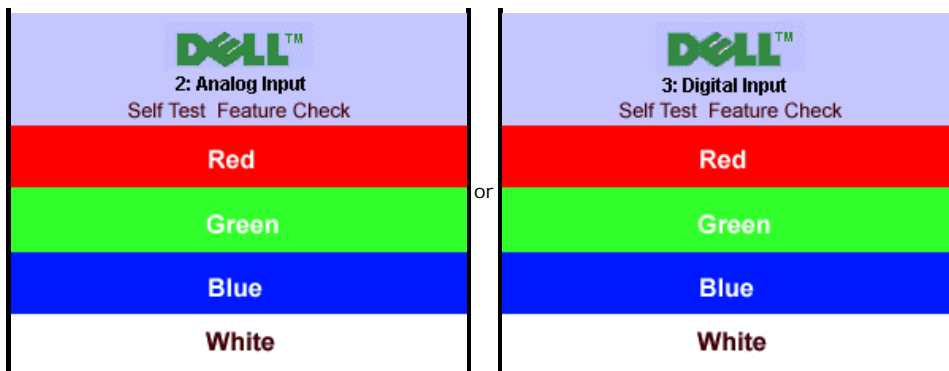 DELL™
2: Analog Input
Self Test Feature Check
Red
Green
Blue
White
or
DELL™
3: Digital Input
Self Test Feature Check
Red
Green
Blue
White